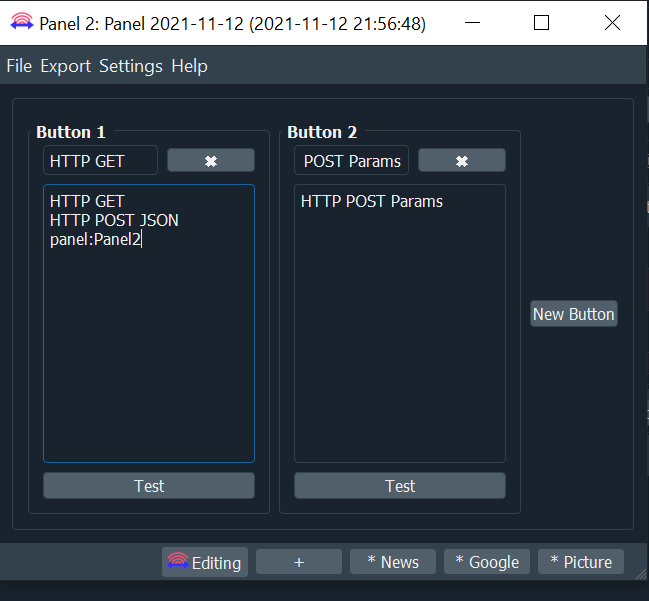 Panel 2: Panel 2021-11-12 (2021-11-12 21:56:48)
File Export Settings Help
Button 1
HTTP GET
HTTP GET
HTTP POST JSON
panel:Panel2
Test
Button 2
POST Params
HTTP POST Params
Test
New Button
Editing
+
* News
* Google
* Picture